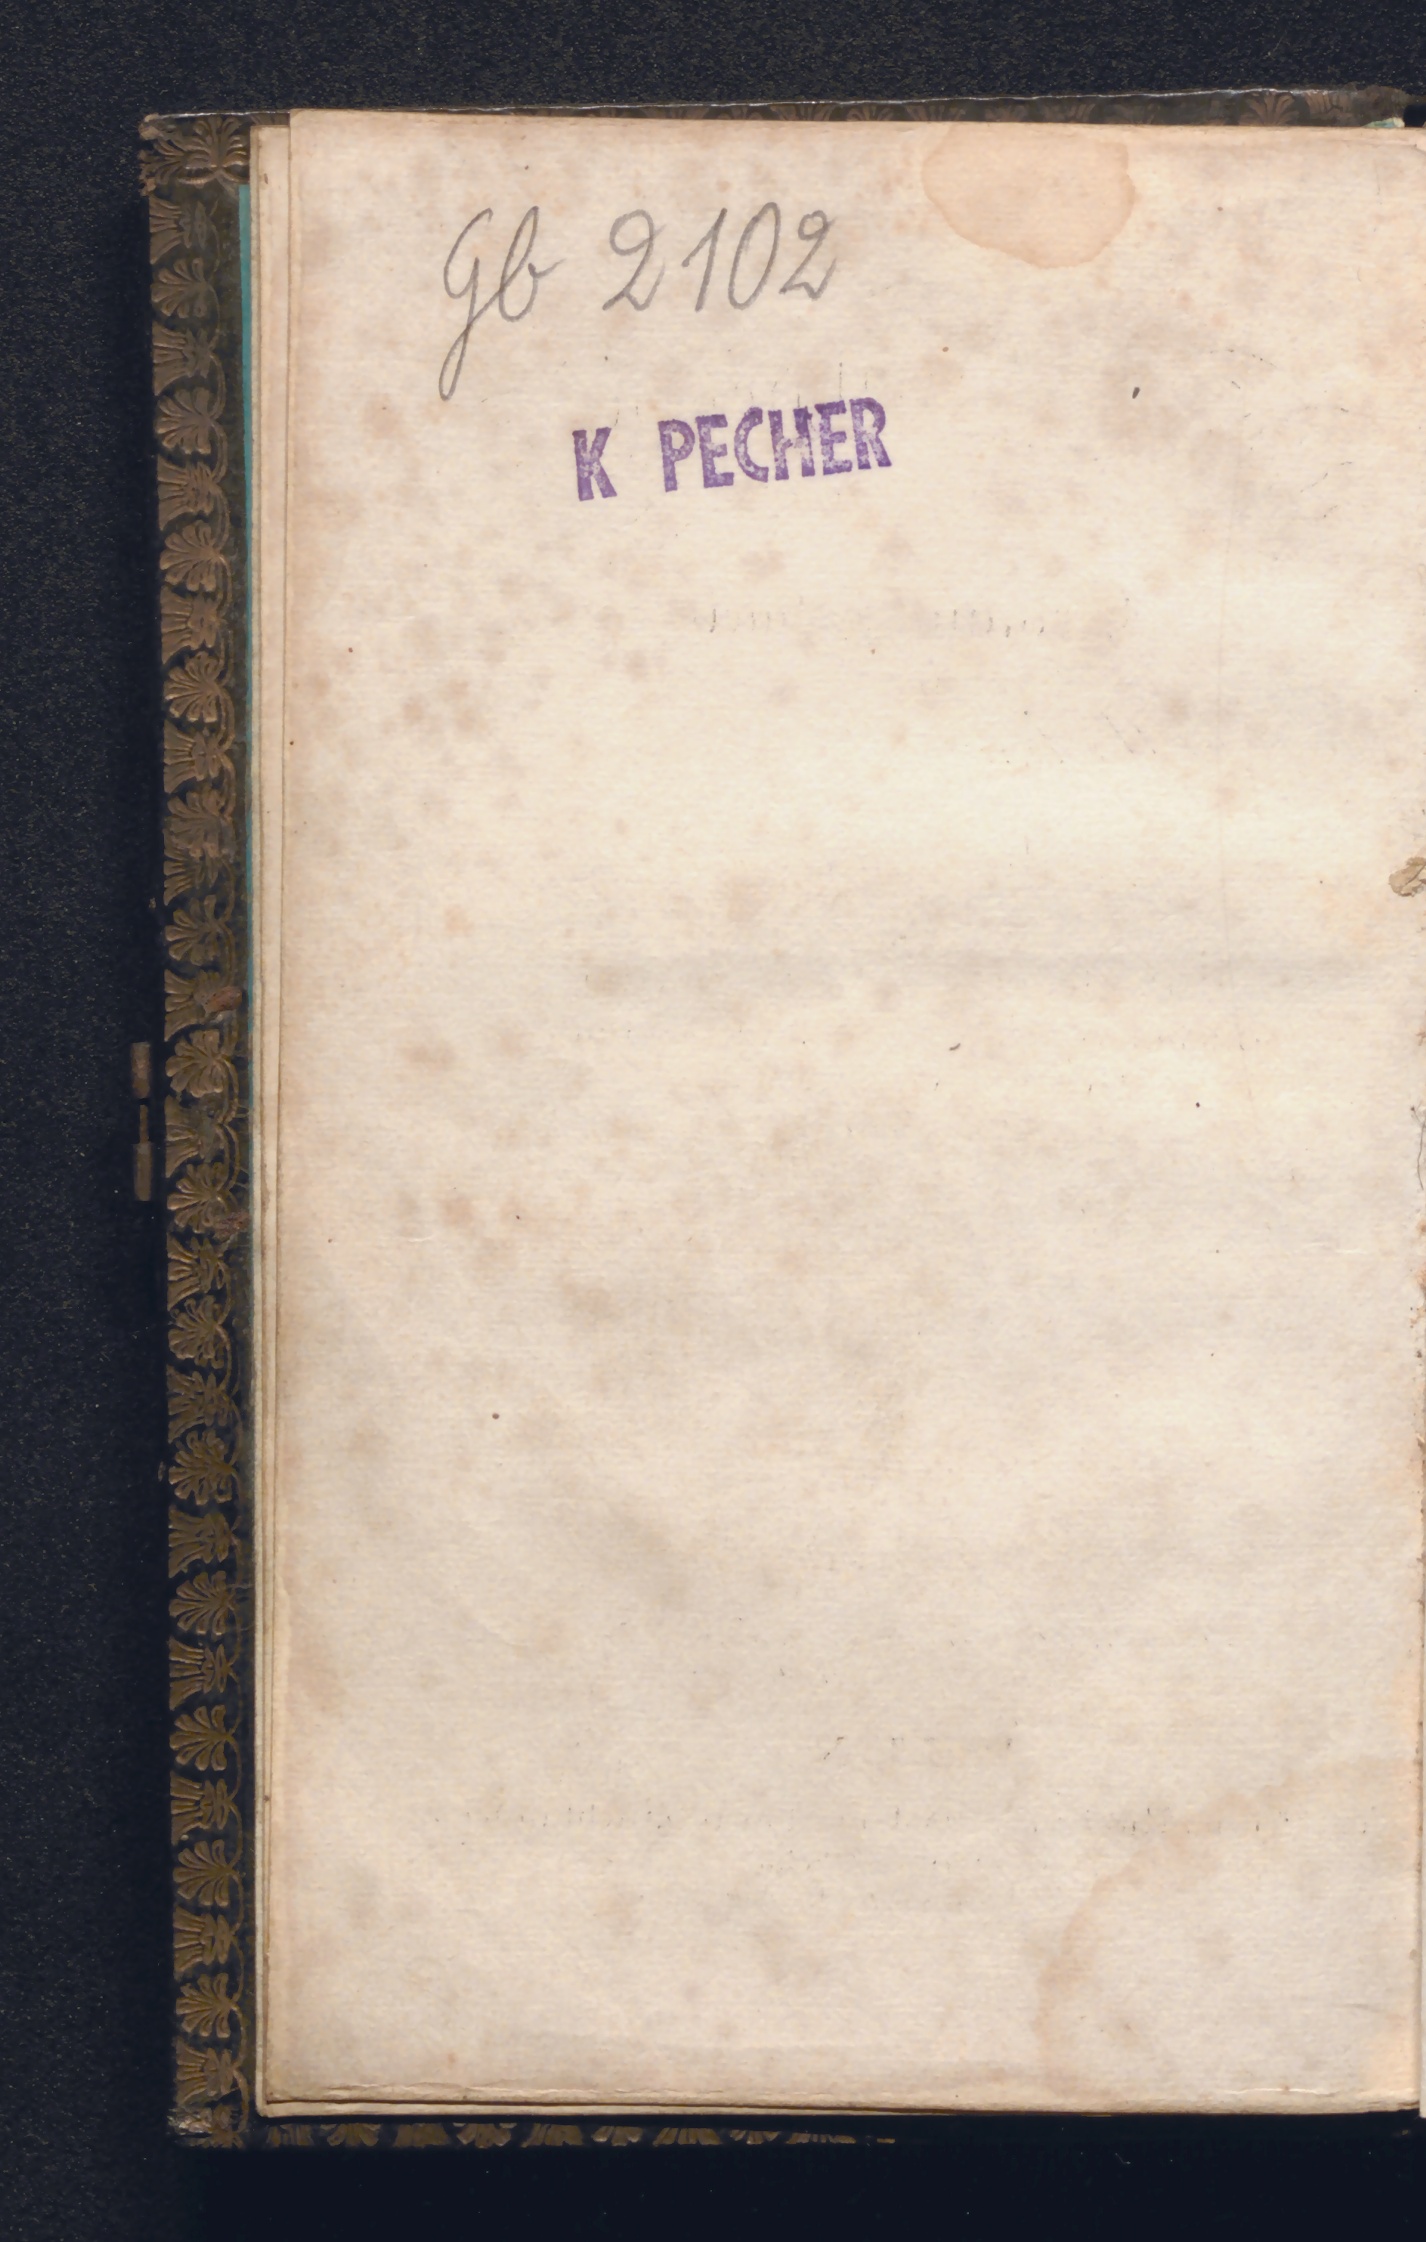 Gb 2102
K PECHER